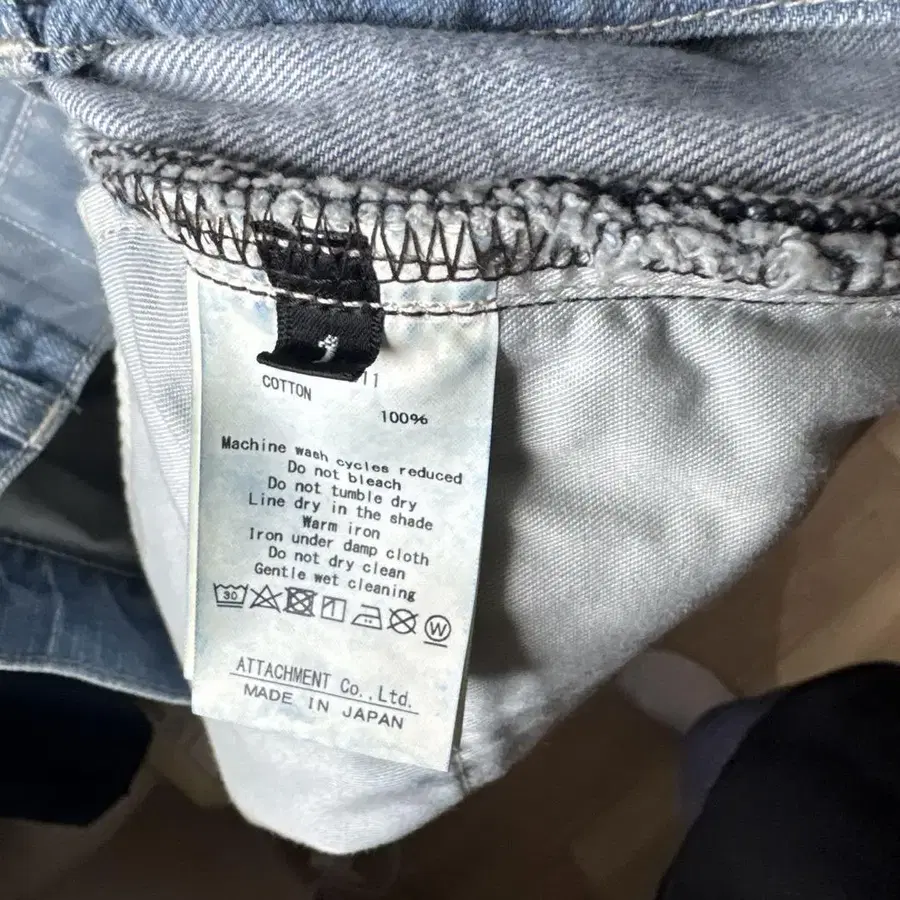 11
COTTON
100%
Machine wash cycles reduced
Do not bleach
Do not tumble dry
Line dry in the shade
Warm iron
Iron under damp cloth
Do not dry clean
Gentle wet cleaning
30
W
ATTACHMENT Co.,Ltd.
MADE IN JAPAN